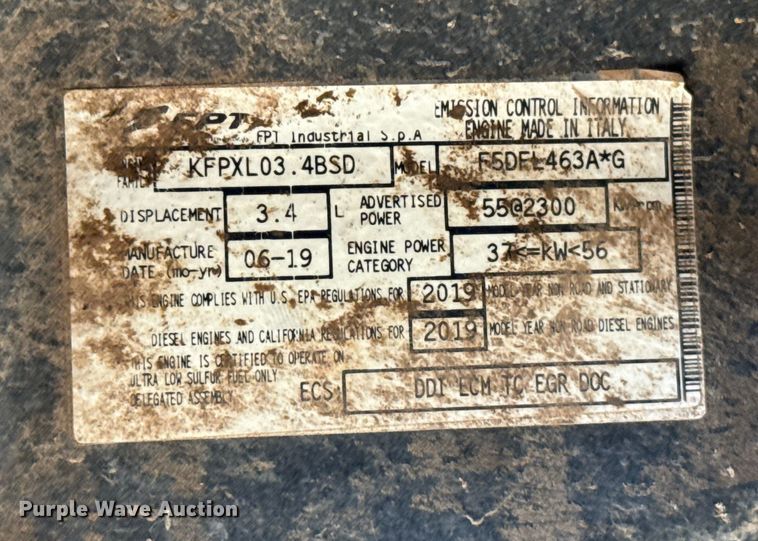 FPT
EMISSION CONTROL INFORMATION
FPT Industrial S.p.A
ENGINE MADE IN ITALY
FAMILY KFPXL03.4BSD MODEL F5DFL463A*G
DISPLACEMENT 3.4 L ADVERTISED POWER 55@2300 kW-rpm
MANUFACTURE DATE (mo-yr) 06-19 ENGINE POWER CATEGORY 37<=kW<56
THIS ENGINE COMPLIES WITH U.S. EPA REGULATIONS FOR 2019 MODEL YEAR NON ROAD AND STATIONARY
DIESEL ENGINES AND CALIFORNIA REGULATIONS FOR 2019 MODEL YEAR NON ROAD DIESEL ENGINES
THIS ENGINE IS CERTIFIED TO OPERATE ON
ULTRA LOW SULFUR FUEL ONLY
DELEGATED ASSEMBLY
ECS DDI ECM TC EGR DOC
Purple Wave Auction